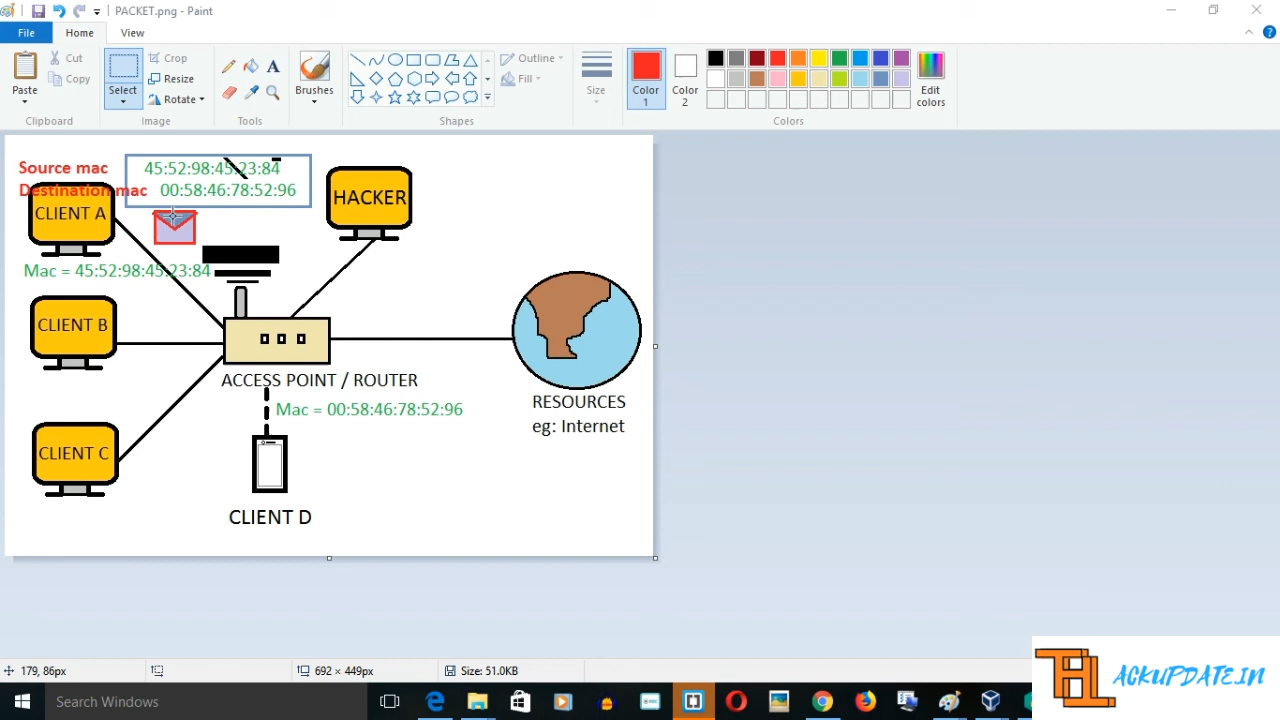 PACKET.png - Paint
File
Home
View
Paste
Cut
Copy
Clipboard
Select
Crop
Resize
Rotate
Image
A
Tools
Brushes
Outline
Fill
Shapes
Size
Color 1
Color 2
Edit colors
Colors
Source mac
45:52:98:45:23:84
Destination mac
00:58:46:78:52:96
CLIENT A
HACKER
Mac = 45:52:98:45:23:84
CLIENT B
ACCESS POINT / ROUTER
RESOURCES
eg: Internet
Mac = 00:58:46:78:52:96
CLIENT C
CLIENT D
179, 86px
692 × 449px
Size: 51.0KB
Search Windows
HL
ACKUPDATE.IN